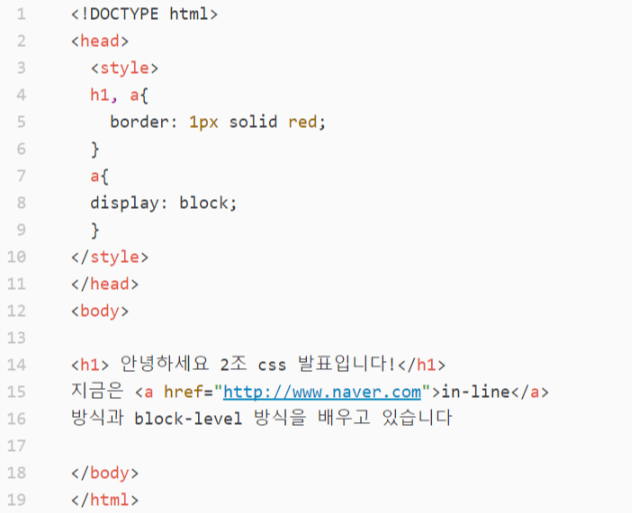 1 <!DOCTYPE html>
2 <head>
3 <style>
4 h1, a{
5 border: 1px solid red;
6 }
7 a{
8 display: block;
9 }
10 </style>
11 </head>
12 <body>
13
14 <h1> 안녕하세요 2조 css 발표입니다!</h1>
15 지금은 <a href="http://www.naver.com">in-line</a>
16 방식과 block-level 방식을 배우고 있습니다
17
18 </body>
19 </html>